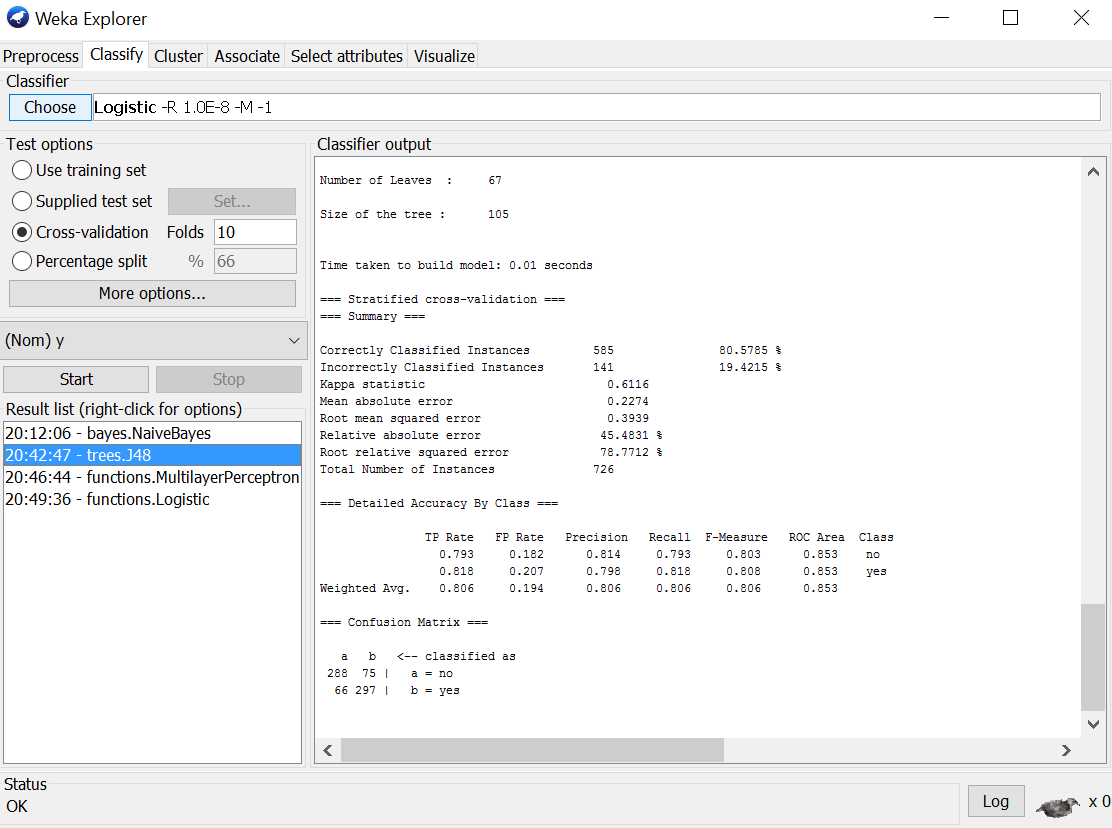 Weka Explorer
Preprocess Classify Cluster Associate Select attributes Visualize
Classifier
Choose Logistic -R 1.0E-8 -M -1
Test options
Use training set
Supplied test set Set...
Cross-validation Folds 10
Percentage split % 66
More options...
(Nom) y
Start Stop
Result list (right-click for options)
20:12:06 - bayes.NaiveBayes
20:42:47 - trees.J48
20:46:44 - functions.MultilayerPerceptron
20:49:36 - functions.Logistic
Classifier output
Number of Leaves : 67
Size of the tree : 105
Time taken to build model: 0.01 seconds
=== Stratified cross-validation ===
=== Summary ===
Correctly Classified Instances 585 80.5785 %
Incorrectly Classified Instances 141 19.4215 %
Kappa statistic 0.6116
Mean absolute error 0.2274
Root mean squared error 0.3939
Relative absolute error 45.4831 %
Root relative squared error 78.7712 %
Total Number of Instances 726
=== Detailed Accuracy By Class ===
TP Rate FP Rate Precision Recall F-Measure ROC Area Class
0.793 0.182 0.814 0.793 0.803 0.853 no
0.818 0.207 0.798 0.818 0.808 0.853 yes
Weighted Avg. 0.806 0.194 0.806 0.806 0.806 0.853
=== Confusion Matrix ===
a b <-- classified as
288 75 | a = no
66 297 | b = yes
Status
OK
Log x 0